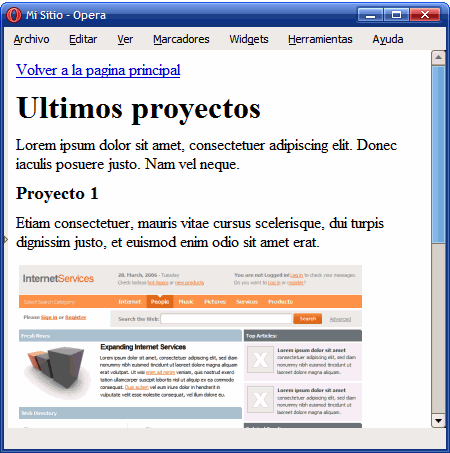 Mi Sitio - Opera
Archivo Editar Ver Marcadores Widgets Herramientas Ayuda
Volver a la pagina principal
Ultimos proyectos
Lorem ipsum dolor sit amet, consectetuer adipiscing elit. Donec
iaculis posuere justo. Nam vel neque.
Proyecto 1
Etiam consectetuer, mauris vitae cursus scelerisque, dui turpis
dignissim justo, et euismod enim odio sit amet erat.
InternetServices
28. March, 2006 - Tuesday
Check today hot topics or new products
You are not Logged in! Log in to check your messages.
Do you want to Log in or register?
Select Search Category Internet People Music Pictures Services Products
Please Sign in or Register
Search the Web: Search Advanced
Fresh News:
Expanding Internet Services
Lorem ipsum dolor sit amet, consectetuer adipiscing elit, sed diam
nonummy nibh euismod tincidunt ut laoreet dolore magna aliquam
erat volutpat. Ut wisi enim ad minim veniam, quis nostrud exerci
tation ullamcorper suscipit lobortis nisl ut aliquip ex ea commodo
consequat. Duis autem vel eum iriure dolor in hendrerit in
vulputate velit esse molestie consequat, vel illum dolore eu.
Top Articles:
Lorem ipsum dolor sit amet
consectetuer adipiscing elit, sed diam
nonummy nibh euismod tincidunt ut
laoreet dolore magna aliquam.
Lorem ipsum dolor sit amet
consectetuer adipiscing elit, sed diam
nonummy nibh euismod tincidunt ut
laoreet dolore magna aliquam.
Web Directory